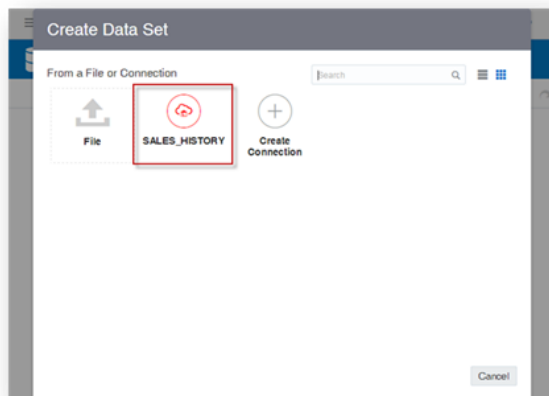 Create Data Set
From a File or Connection
Search
File
SALES_HISTORY
Create
Connection
Cancel